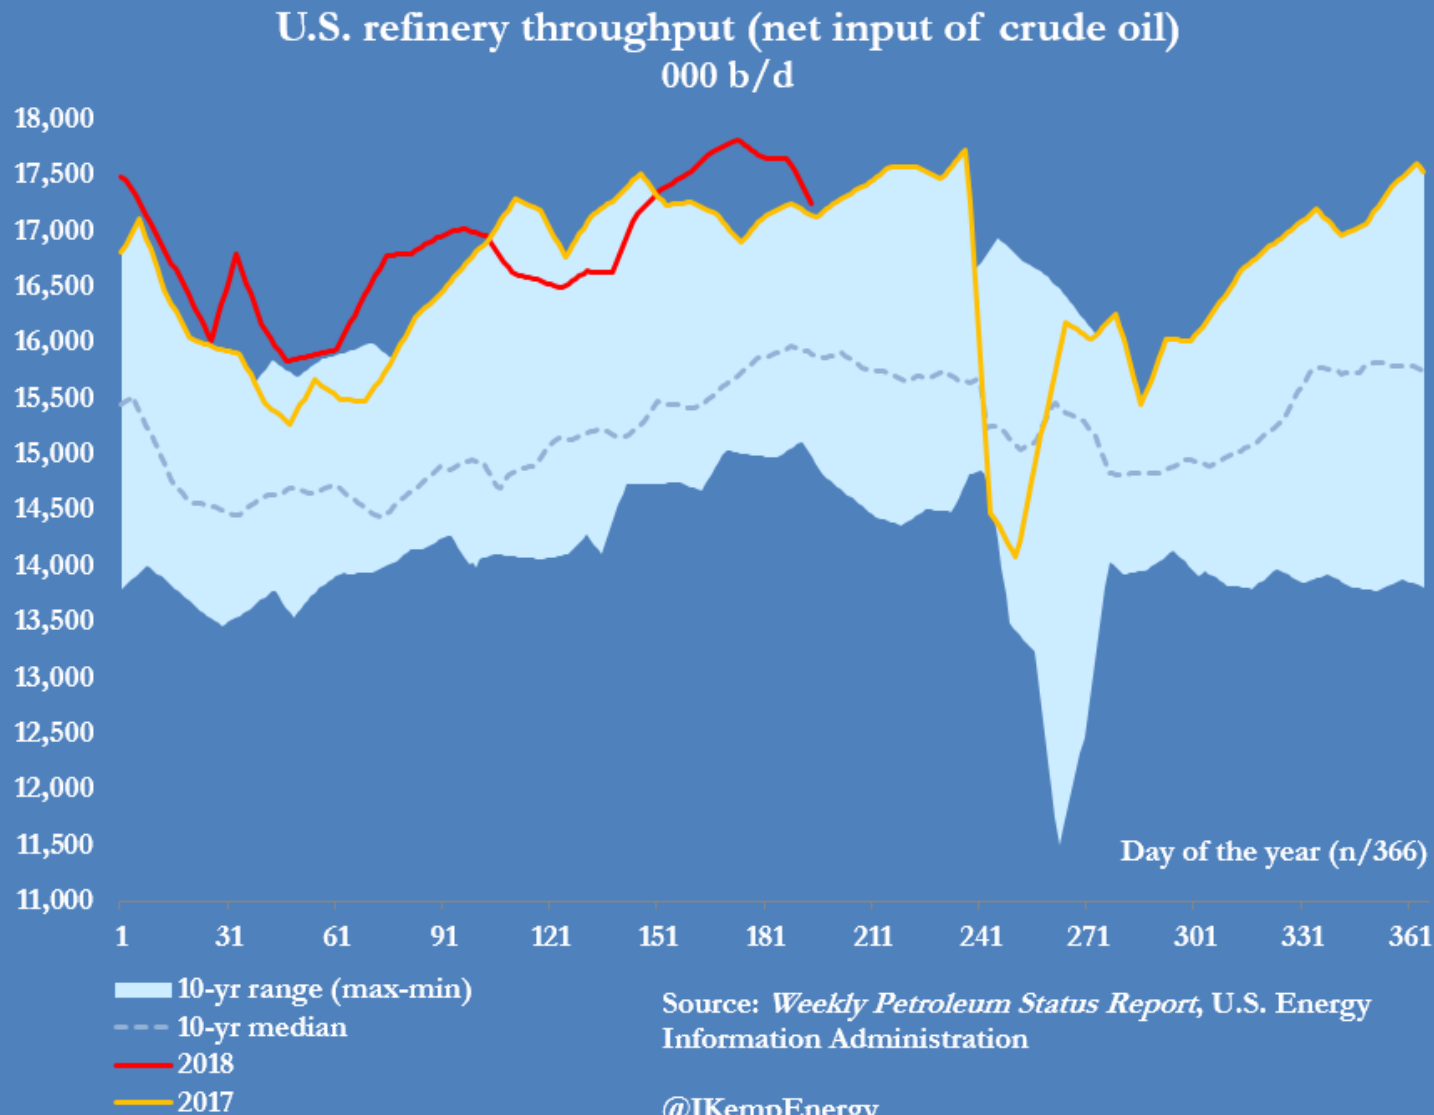 U.S. refinery throughput (net input of crude oil)
000 b/d
18,000
17,500
17,000
16,500
16,000
15,500
15,000
14,500
14,000
13,500
13,000
12,500
12,000
11,500
11,000
Day of the year (n/366)
1 31 61 91 121 151 181 211 241 271 301 331 361
10-yr range (max-min)
10-yr median
2018
2017
Source: Weekly Petroleum Status Report, U.S. Energy
Information Administration
@JKempEnergy